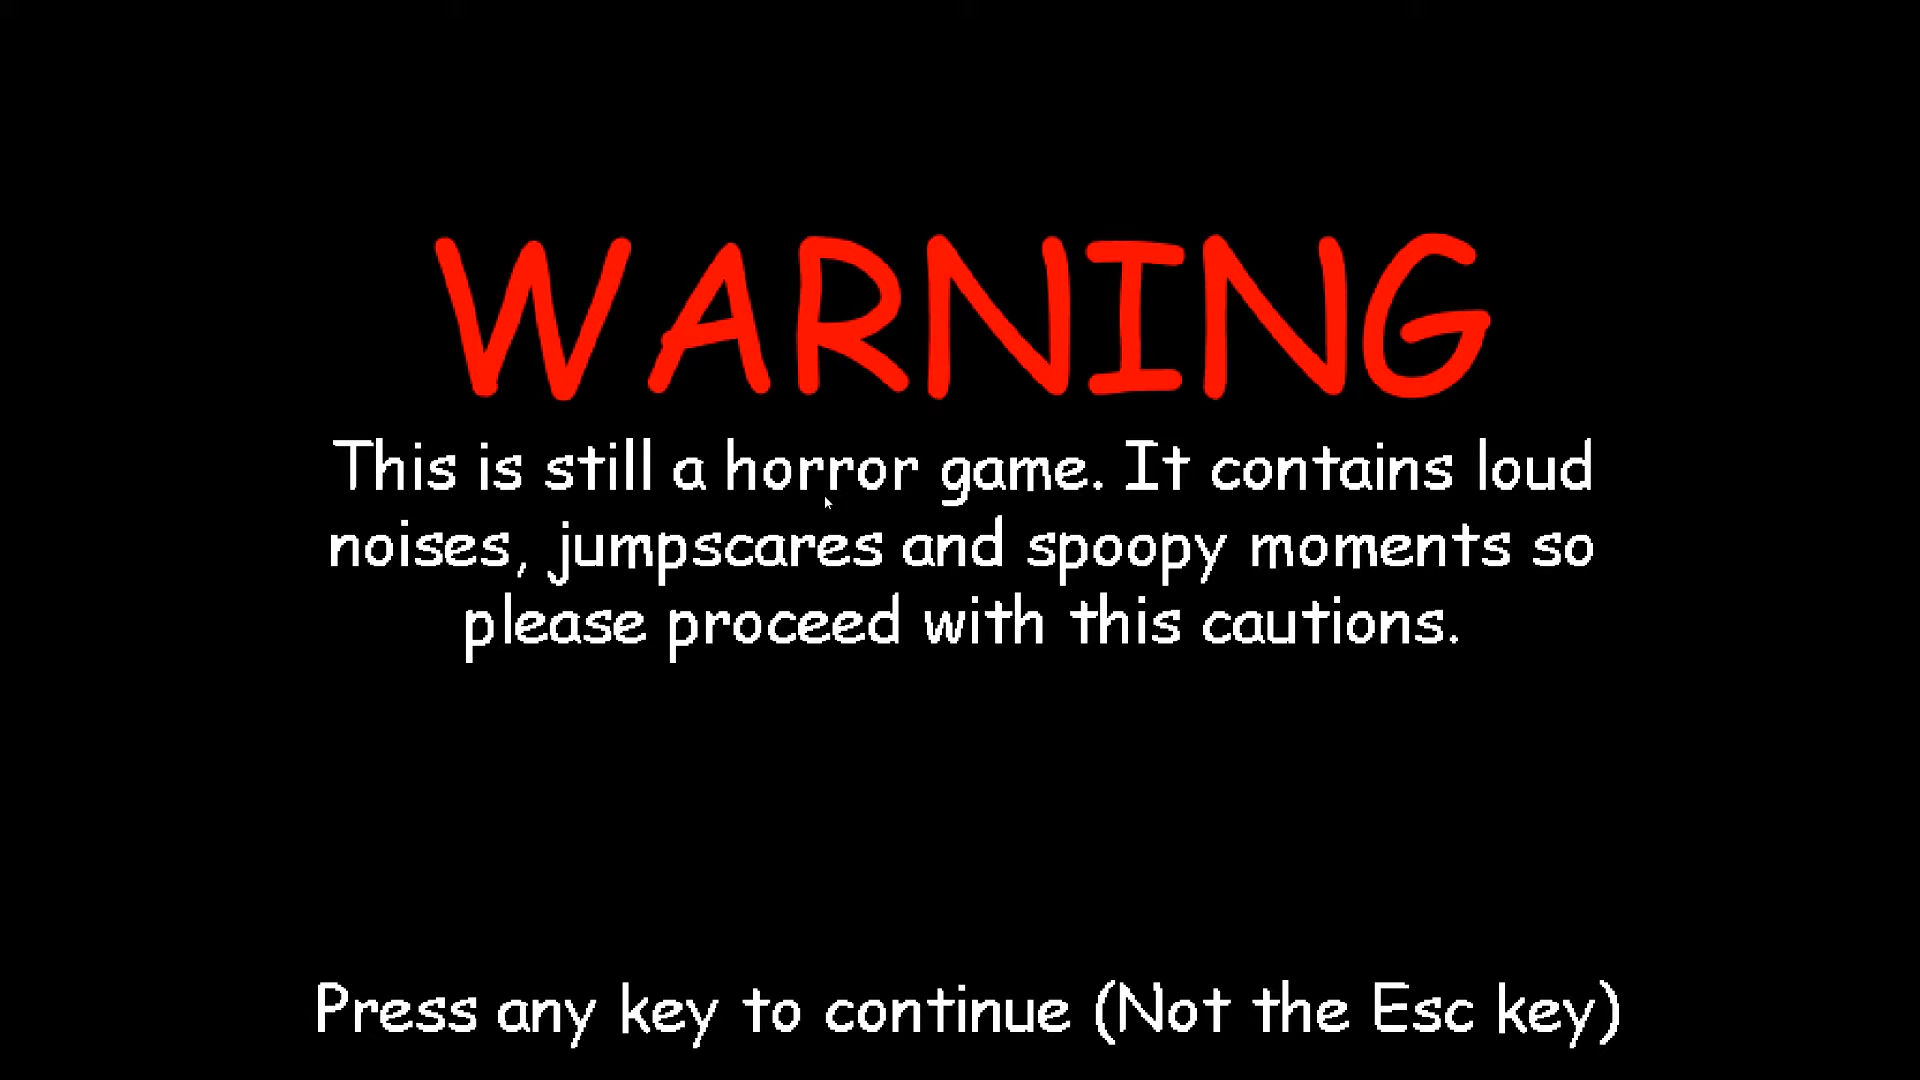 WARNING
This is still a horror game. It contains loud
noises, jumpscares and spoopy moments so
please proceed with this cautions.
Press any key to continue (Not the Esc key)